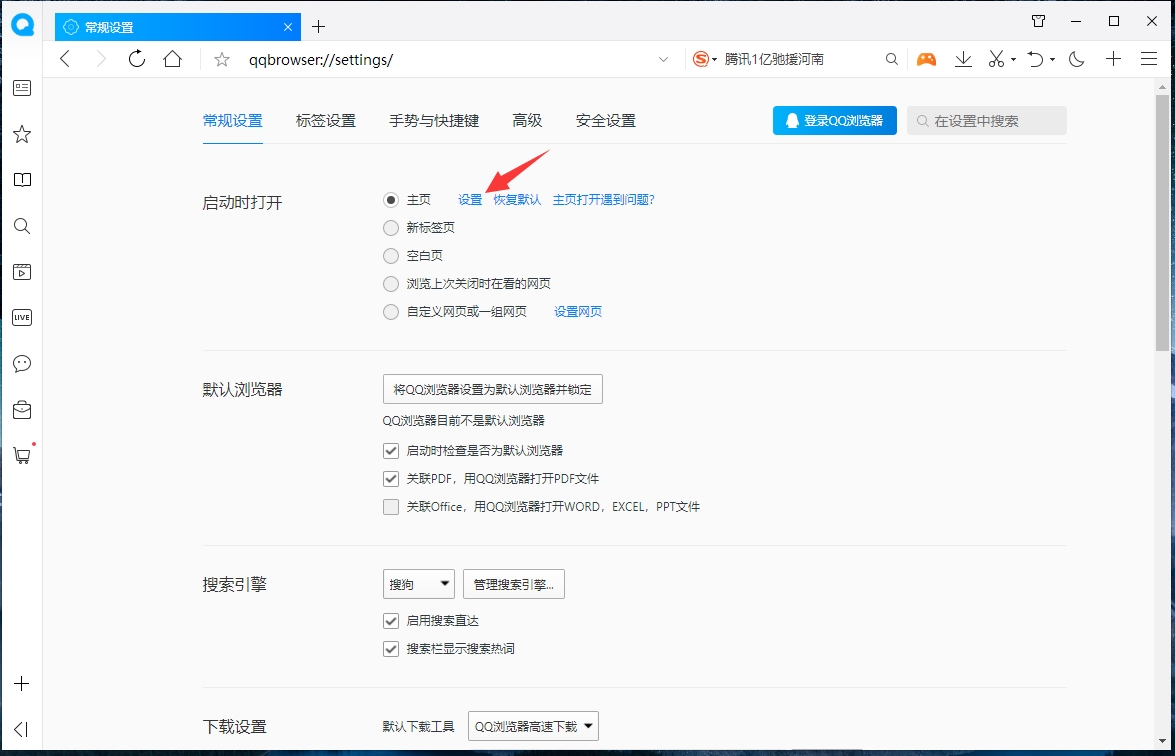 常规设置
qqbrowser://settings/
腾讯1亿驰援河南
LIVE
常规设置 标签设置 手势与快捷键 高级 安全设置 登录QQ浏览器 在设置中搜索
启动时打开 主页 设置 恢复默认 主页打开遇到问题?
新标签页
空白页
浏览上次关闭时在看的网页
自定义网页或一组网页 设置网页
默认浏览器 将QQ浏览器设置为默认浏览器并锁定
QQ浏览器目前不是默认浏览器
启动时检查是否为默认浏览器
关联PDF，用QQ浏览器打开PDF文件
关联Office，用QQ浏览器打开WORD，EXCEL，PPT文件
搜索引擎 搜狗 管理搜索引擎...
启用搜索直达
搜索栏显示搜索热词
下载设置 默认下载工具 QQ浏览器高速下载